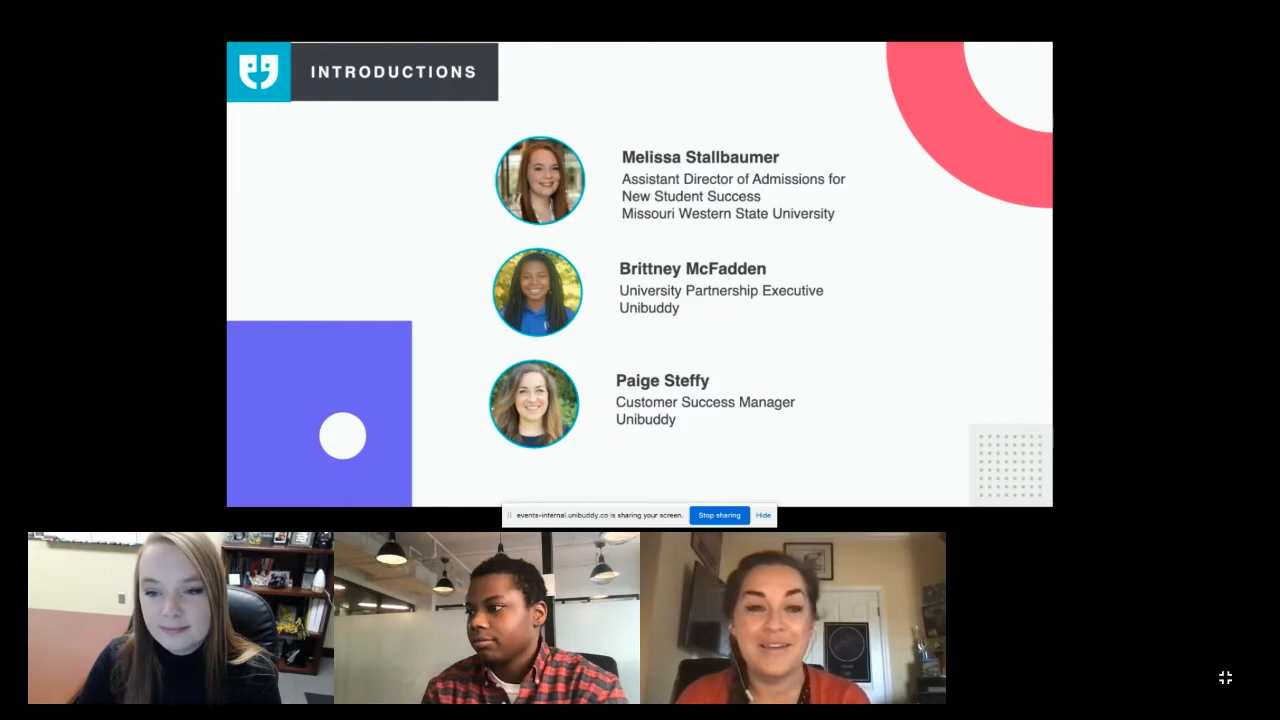 INTRODUCTIONS
Melissa Stallbaumer
Assistant Director of Admissions for
New Student Success
Missouri Western State University
Brittney McFadden
University Partnership Executive
Unibuddy
Paige Steffy
Customer Success Manager
Unibuddy
events-internal.unibuddy.co is sharing your screen. Stop sharing Hide